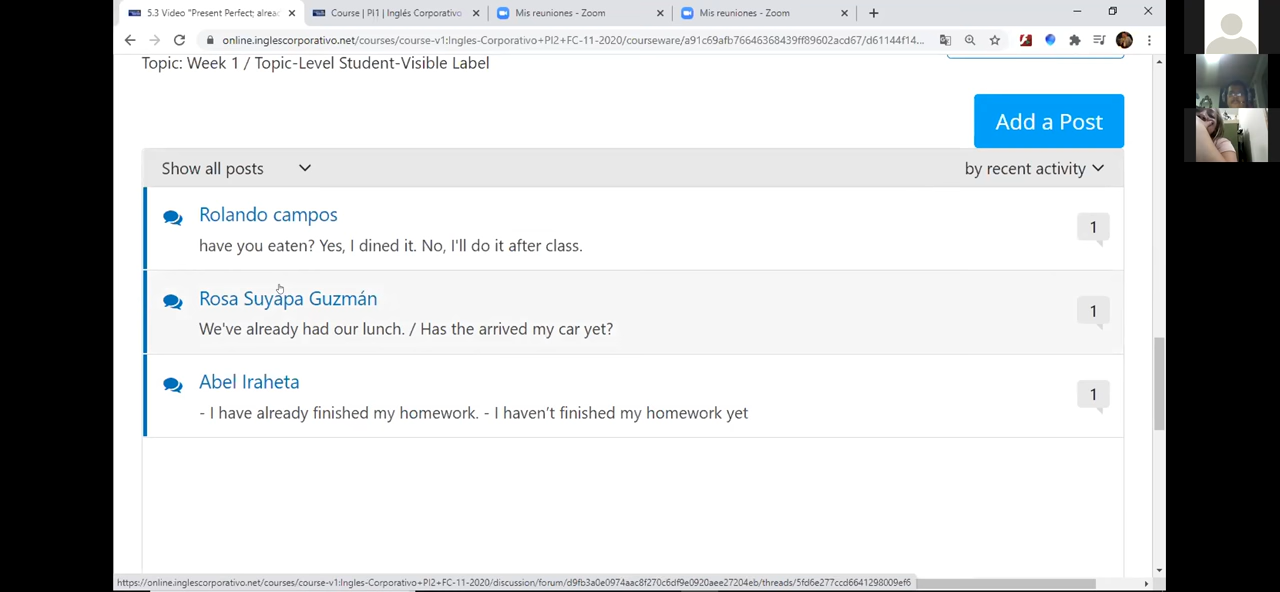 5.3 Video "Present Perfect; alread
Course | PI1 | Inglés Corporativo
Mis reuniones - Zoom
Mis reuniones - Zoom
online.inglescorporativo.net/courses/course-v1:Ingles-Corporativo+PI2+FC-11-2020/courseware/a91c69afb76646368439ff89602acd67/d61144f14...
Topic: Week 1 / Topic-Level Student-Visible Label
Add a Post
Show all posts
by recent activity
Rolando campos
1
have you eaten? Yes, I dined it. No, I'll do it after class.
Rosa Suyapa Guzmán
1
We've already had our lunch. / Has the arrived my car yet?
Abel Iraheta
1
- I have already finished my homework. - I haven't finished my homework yet
https://online.inglescorporativo.net/courses/course-v1:Ingles-Corporativo+PI2+FC-11-2020/discussion/forum/d9fb3a0e0974aac8f270c6df9e0920aee27204eb/threads/5fd6e277ccd6641298009ef6